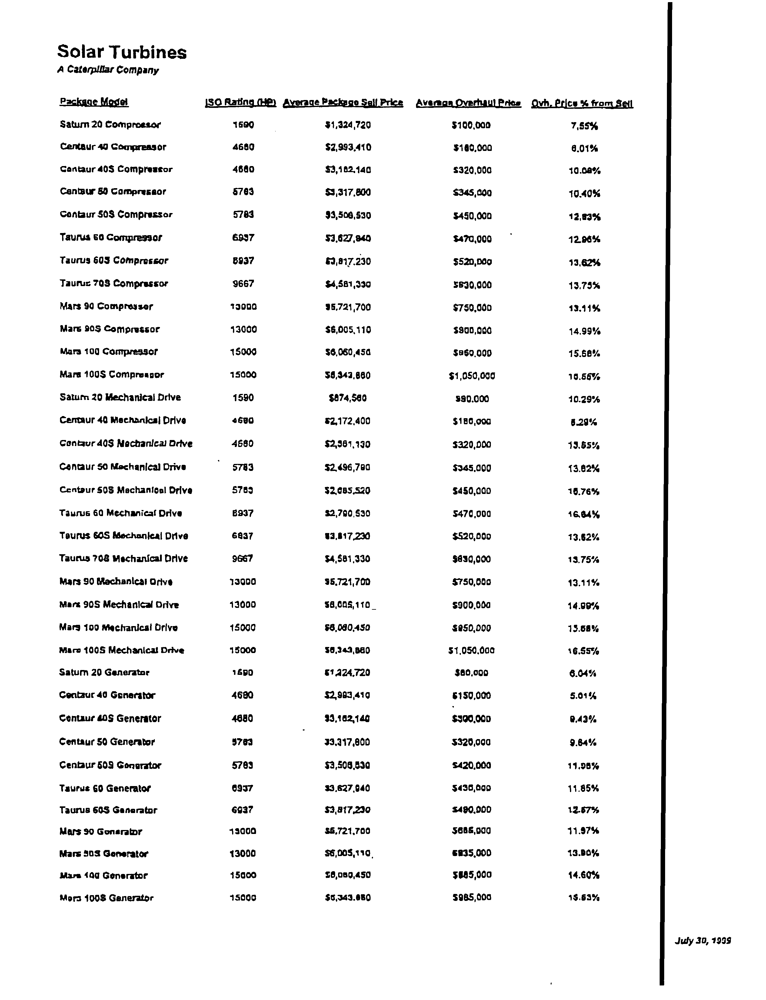 Solar Turbines
A Caterpillar Company
Package Model ISO Rating (HP) Average Package Sell Price Average Overhaul Price Ovh. Price % from Sell
Saturn 20 Compressor 1590 $1,324,720 $100,000 7.55%
Centaur 40 Compressor 4680 $2,993,410 $180,000 6.01%
Centaur 40S Compressor 4680 $3,182,140 $320,000 10.06%
Centaur 50 Compressor 5783 $3,317,800 $345,000 10.40%
Centaur 50S Compressor 5783 $3,506,530 $450,000 12.83%
Taurus 60 Compressor 6937 $3,627,940 $470,000 12.96%
Taurus 60S Compressor 6937 $3,817,230 $520,000 13.62%
Taurus 70S Compressor 9667 $4,581,330 $630,000 13.75%
Mars 90 Compressor 13000 $5,721,700 $750,000 13.11%
Mars 90S Compressor 13000 $6,005,110 $900,000 14.99%
Mars 100 Compressor 15000 $6,060,450 $950,000 15.68%
Mars 100S Compressor 15000 $6,343,860 $1,050,000 16.55%
Saturn 20 Mechanical Drive 1590 $874,560 $90,000 10.29%
Centaur 40 Mechanical Drive 4680 $2,172,400 $180,000 8.29%
Centaur 40S Mechanical Drive 4680 $2,361,130 $320,000 13.55%
Centaur 50 Mechanical Drive 5783 $2,496,790 $345,000 13.82%
Centaur 50S Mechanical Drive 5783 $2,685,520 $450,000 16.76%
Taurus 60 Mechanical Drive 6937 $2,790,530 $470,000 16.84%
Taurus 60S Mechanical Drive 6937 $3,817,230 $520,000 13.62%
Taurus 70S Mechanical Drive 9667 $4,581,330 $630,000 13.75%
Mars 90 Mechanical Drive 13000 $5,721,700 $750,000 13.11%
Mars 90S Mechanical Drive 13000 $6,005,110 $900,000 14.99%
Mars 100 Mechanical Drive 15000 $6,060,450 $950,000 15.68%
Mars 100S Mechanical Drive 15000 $6,343,860 $1,050,000 16.55%
Saturn 20 Generator 1590 $1,324,720 $80,000 6.04%
Centaur 40 Generator 4680 $2,993,410 $150,000 5.01%
Centaur 40S Generator 4680 $3,182,140 $300,000 9.43%
Centaur 50 Generator 5783 $3,317,800 $320,000 9.64%
Centaur 50S Generator 5783 $3,506,530 $420,000 11.98%
Taurus 60 Generator 6937 $3,627,940 $430,000 11.85%
Taurus 60S Generator 6937 $3,817,230 $480,000 12.57%
Mars 90 Generator 13000 $5,721,700 $685,000 11.97%
Mars 90S Generator 13000 $6,005,110 $835,000 13.90%
Mars 100 Generator 15000 $6,060,450 $885,000 14.60%
Mars 100S Generator 15000 $6,343,860 $985,000 15.53%
July 30, 1999